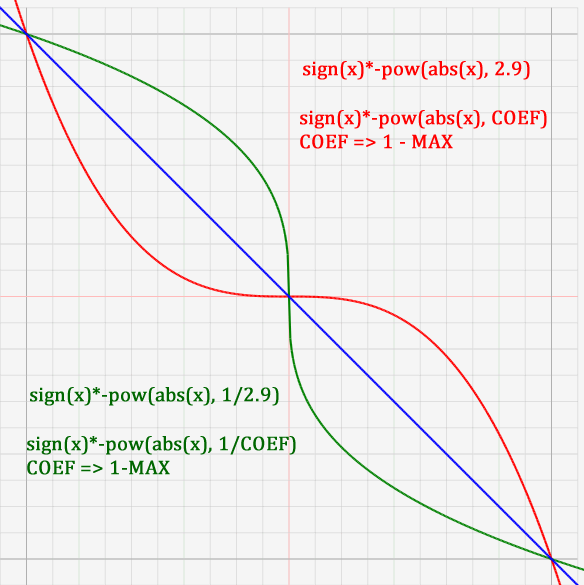 sign(x)*-pow(abs(x), 2.9)
sign(x)*-pow(abs(x), COEF)
COEF => 1 - MAX
sign(x)*-pow(abs(x), 1/2.9)
sign(x)*-pow(abs(x), 1/COEF)
COEF => 1-MAX